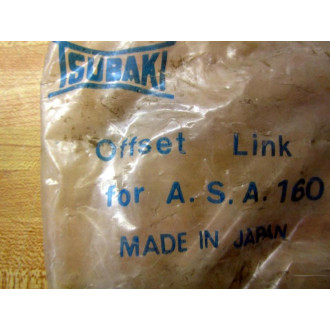 TSUBAKI
Offset Link
for A.S.A.160
MADE IN JAPAN